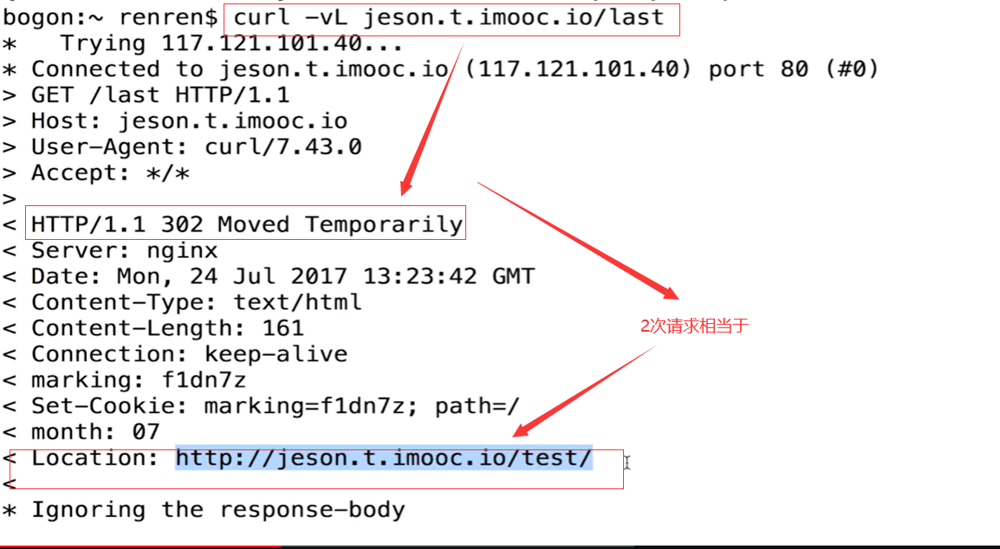 bogon:~ renren$ curl -vL jeson.t.imooc.io/last
*   Trying 117.121.101.40...
* Connected to jeson.t.imooc.io (117.121.101.40) port 80 (#0)
> GET /last HTTP/1.1
> Host: jeson.t.imooc.io
> User-Agent: curl/7.43.0
> Accept: */*
>
< HTTP/1.1 302 Moved Temporarily
< Server: nginx
< Date: Mon, 24 Jul 2017 13:23:42 GMT
< Content-Type: text/html
< Content-Length: 161
2次请求相当于
< Connection: keep-alive
< marking: f1dn7z
< Set-Cookie: marking=f1dn7z; path=/
< month: 07
< Location: http://jeson.t.imooc.io/test/
<
* Ignoring the response-body